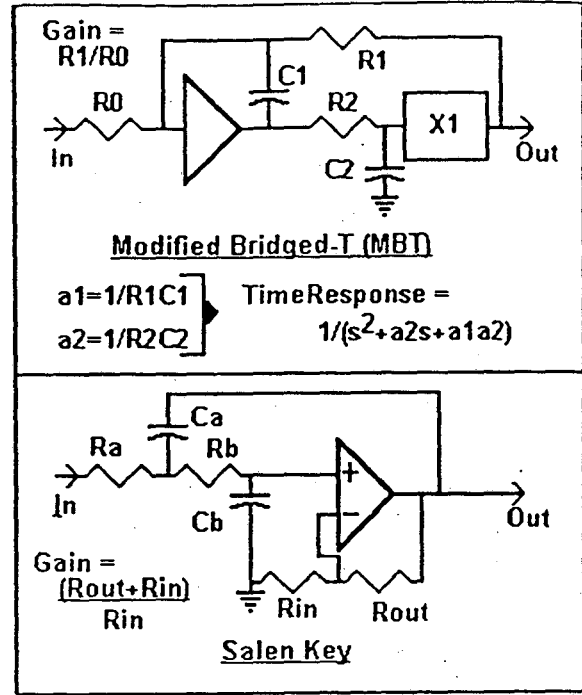 Gain =
R1/R0
R0
C1
R1
R2
X1
In
C2
Out
Modified Bridged-T (MBT)
a1=1/R1C1
a2=1/R2C2
TimeResponse =
1/(s²+a2s+a1a2)
Ca
Ra
Rb
+
−
In
Cb
Out
Gain =
(Rout+Rin)
Rin
Rin
Rout
Salen Key